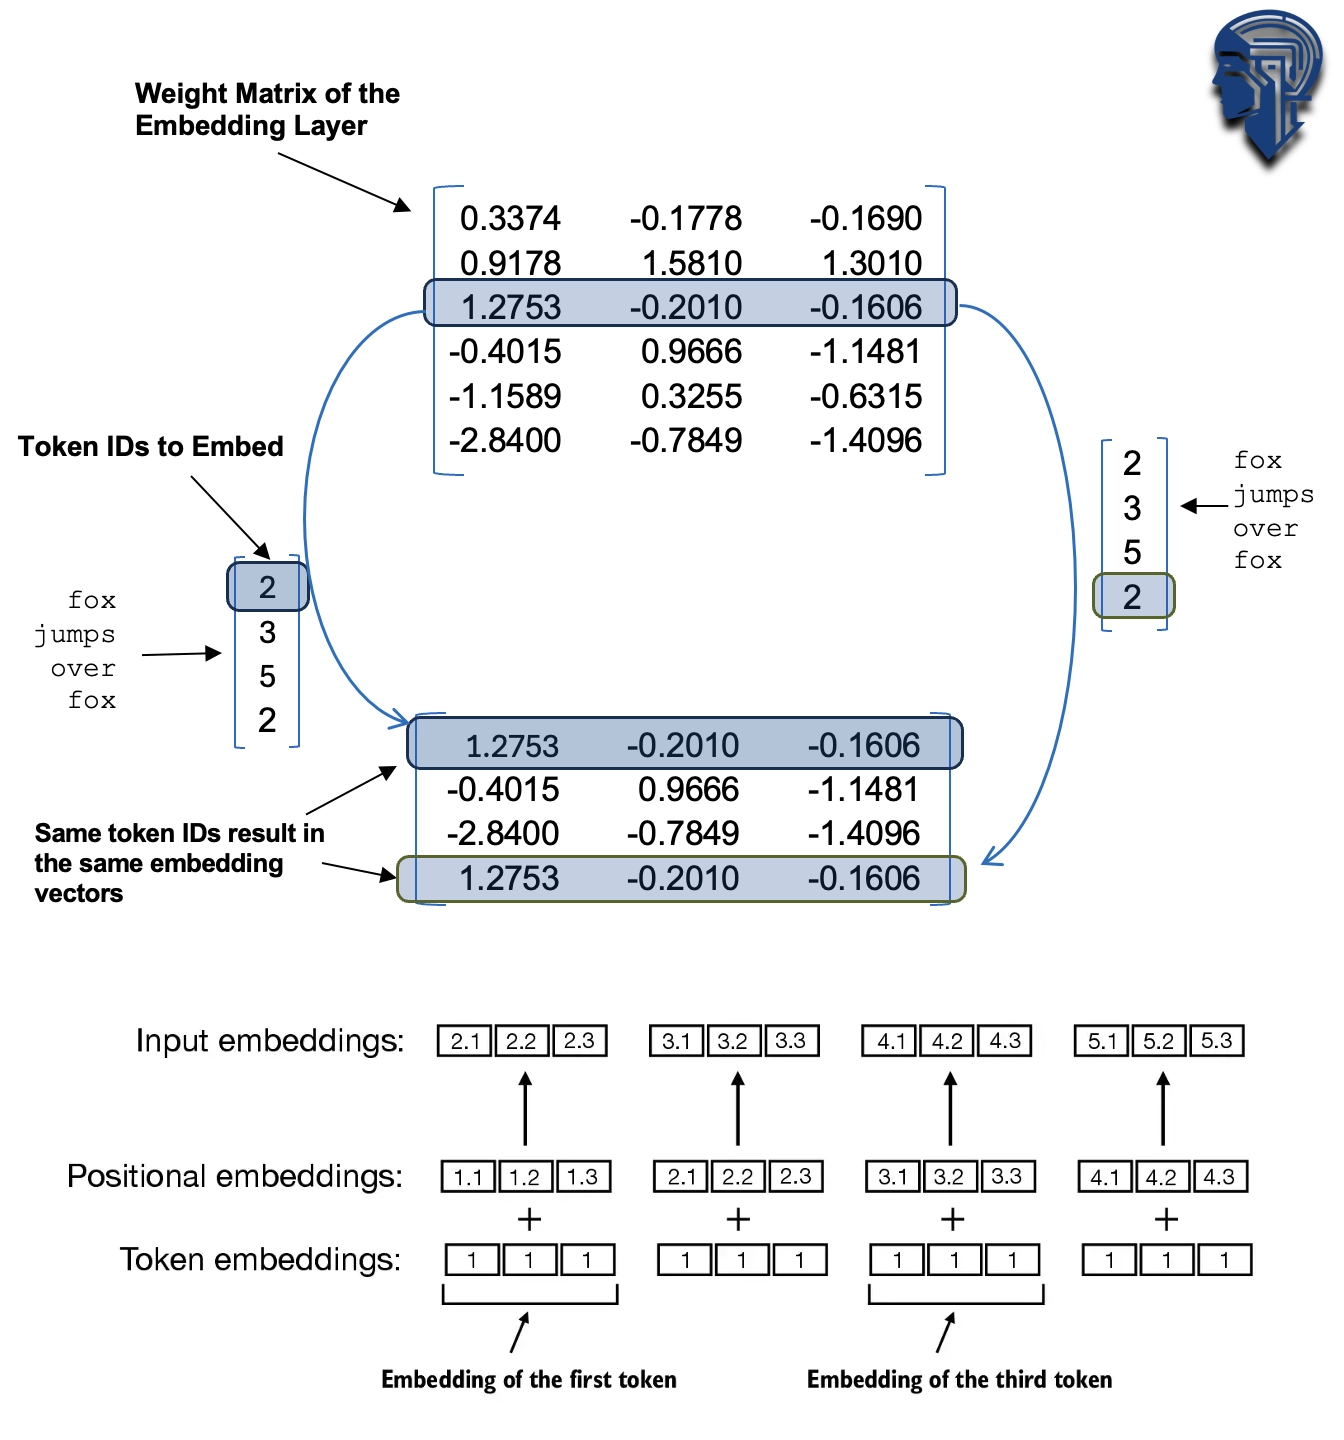 Weight Matrix of the
Embedding Layer
0.3374 -0.1778 -0.1690
0.9178 1.5810 1.3010
1.2753 -0.2010 -0.1606
-0.4015 0.9666 -1.1481
-1.1589 0.3255 -0.6315
-2.8400 -0.7849 -1.4096
Token IDs to Embed
2
3
5
2
fox
jumps
over
fox
fox
jumps
over
fox
2
3
5
2
1.2753 -0.2010 -0.1606
-0.4015 0.9666 -1.1481
-2.8400 -0.7849 -1.4096
1.2753 -0.2010 -0.1606
Same token IDs result in
the same embedding
vectors
Input embeddings: 2.1 2.2 2.3 3.1 3.2 3.3 4.1 4.2 4.3 5.1 5.2 5.3
Positional embeddings: 1.1 1.2 1.3 2.1 2.2 2.3 3.1 3.2 3.3 4.1 4.2 4.3
+ + + +
Token embeddings: 1 1 1 1 1 1 1 1 1 1 1 1
Embedding of the first token
Embedding of the third token